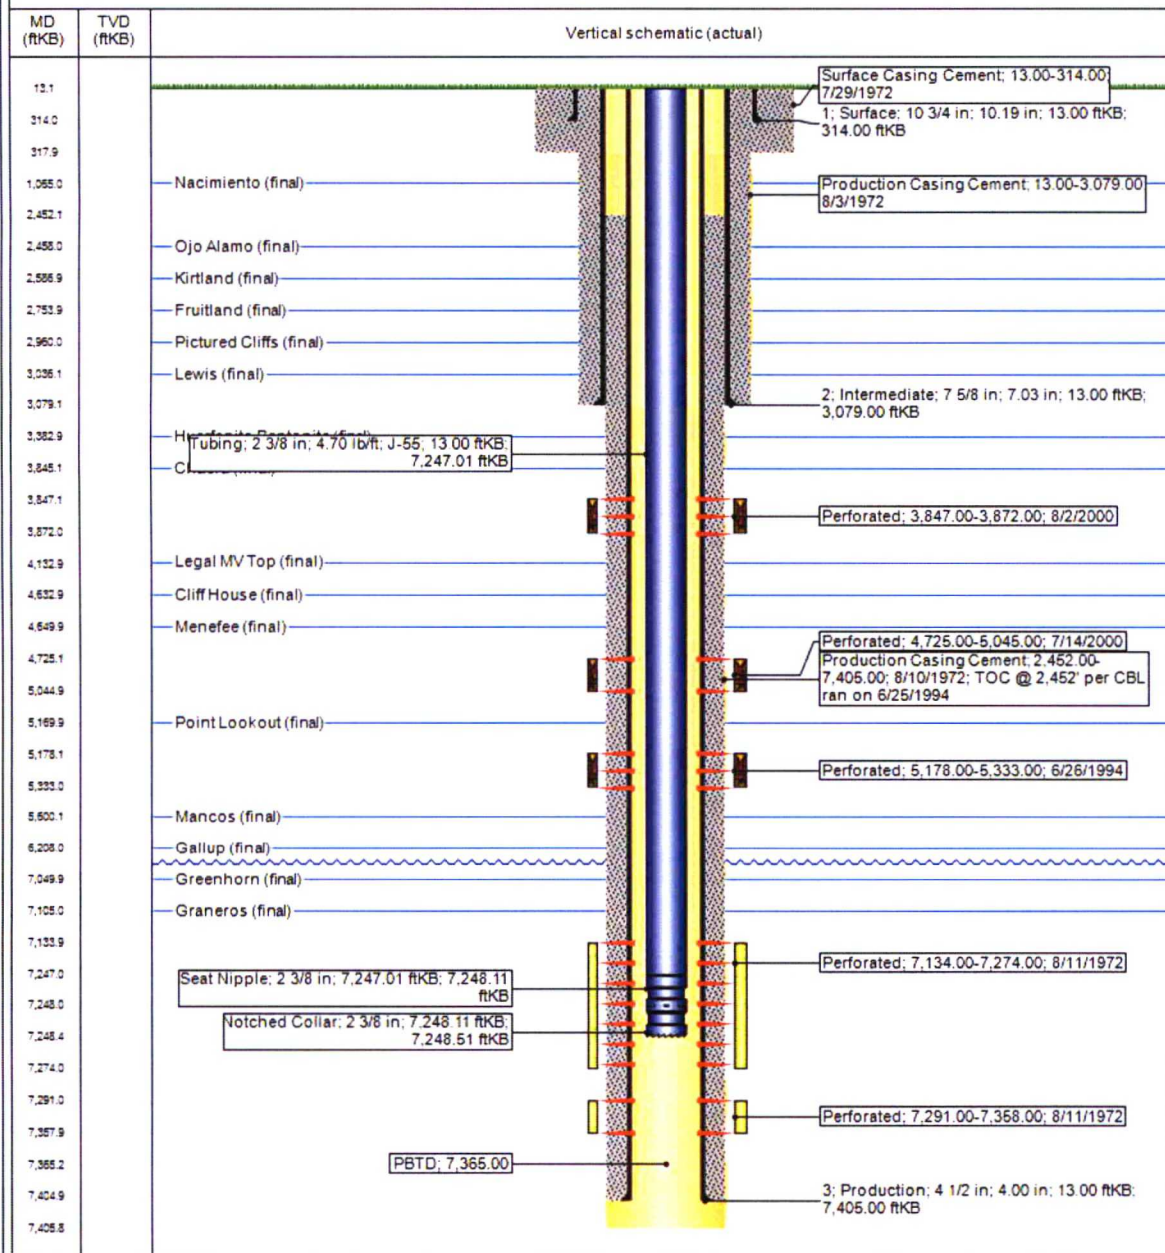 MD
(ftKB)
TVD
(ftKB)
Vertical schematic (actual)
13.1
314.0
317.9
1,065.0
2,452.1
2,458.0
2,586.9
2,753.9
2,960.0
3,036.1
3,079.1
3,382.9
3,845.1
3,847.1
3,872.0
4,132.9
4,632.9
4,649.9
4,725.1
5,044.9
5,169.9
5,178.1
5,333.0
5,600.1
6,208.0
7,049.9
7,105.0
7,133.9
7,247.0
7,248.0
7,248.4
7,274.0
7,291.0
7,367.9
7,365.2
7,404.9
7,405.8
Nacimiento (final)
Ojo Alamo (final)
Kirtland (final)
Fruitland (final)
Pictured Cliffs (final)
Lewis (final)
Tubing; 2 3/8 in; 4.70 lb/ft; J-55; 13.00 ftKB;
7,247.01 ftKB
Legal MV Top (final)
Cliff House (final)
Menefee (final)
Point Lookout (final)
Mancos (final)
Gallup (final)
Greenhorn (final)
Graneros (final)
Seat Nipple; 2 3/8 in; 7,247.01 ftKB; 7,248.11
ftKB
Notched Collar; 2 3/8 in; 7,248.11 ftKB;
7,248.51 ftKB
PBTD; 7,365.00
Surface Casing Cement; 13.00-314.00;
7/29/1972
1; Surface; 10 3/4 in; 10.19 in; 13.00 ftKB;
314.00 ftKB
Production Casing Cement; 13.00-3,079.00
8/3/1972
2; Intermediate; 7 5/8 in; 7.03 in; 13.00 ftKB;
3,079.00 ftKB
Perforated; 3,847.00-3,872.00; 8/2/2000
Perforated; 4,725.00-5,045.00; 7/14/2000
Production Casing Cement; 2,452.00-
7,405.00; 8/10/1972; TOC @ 2,452' per CBL
ran on 6/25/1994
Perforated; 5,178.00-5,333.00; 6/26/1994
Perforated; 7,134.00-7,274.00; 8/11/1972
Perforated; 7,291.00-7,368.00; 8/11/1972
3; Production; 4 1/2 in; 4.00 in; 13.00 ftKB;
7,405.00 ftKB